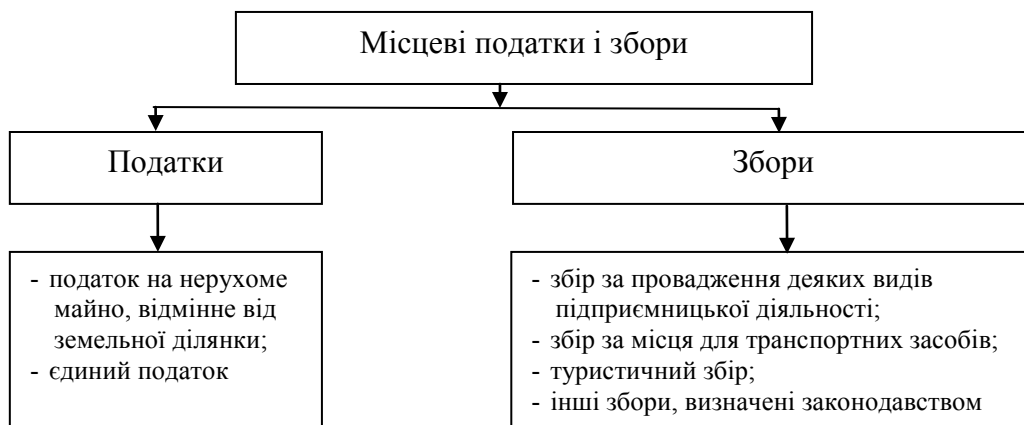 Місцеві податки і збори
Податки
Збори
- податок на нерухоме
майно, відмінне від
земельної ділянки;
- єдиний податок
- збір за провадження деяких видів
підприємницької діяльності;
- збір за місця для транспортних засобів;
- туристичний збір;
- інші збори, визначені законодавством